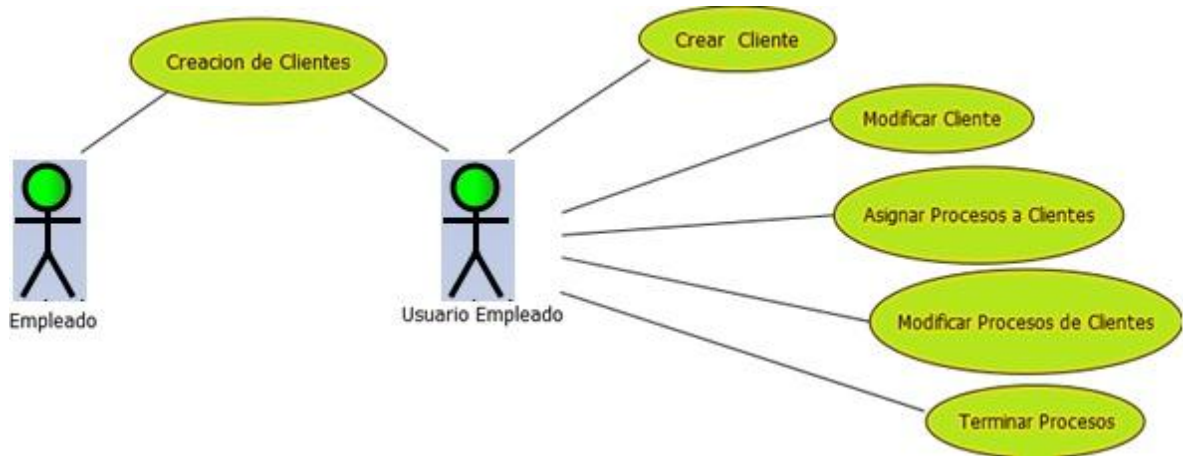 Creacion de Clientes
Crear Cliente
Modificar Cliente
Asignar Procesos a Clientes
Empleado
Usuario Empleado
Modificar Procesos de Clientes
Terminar Procesos